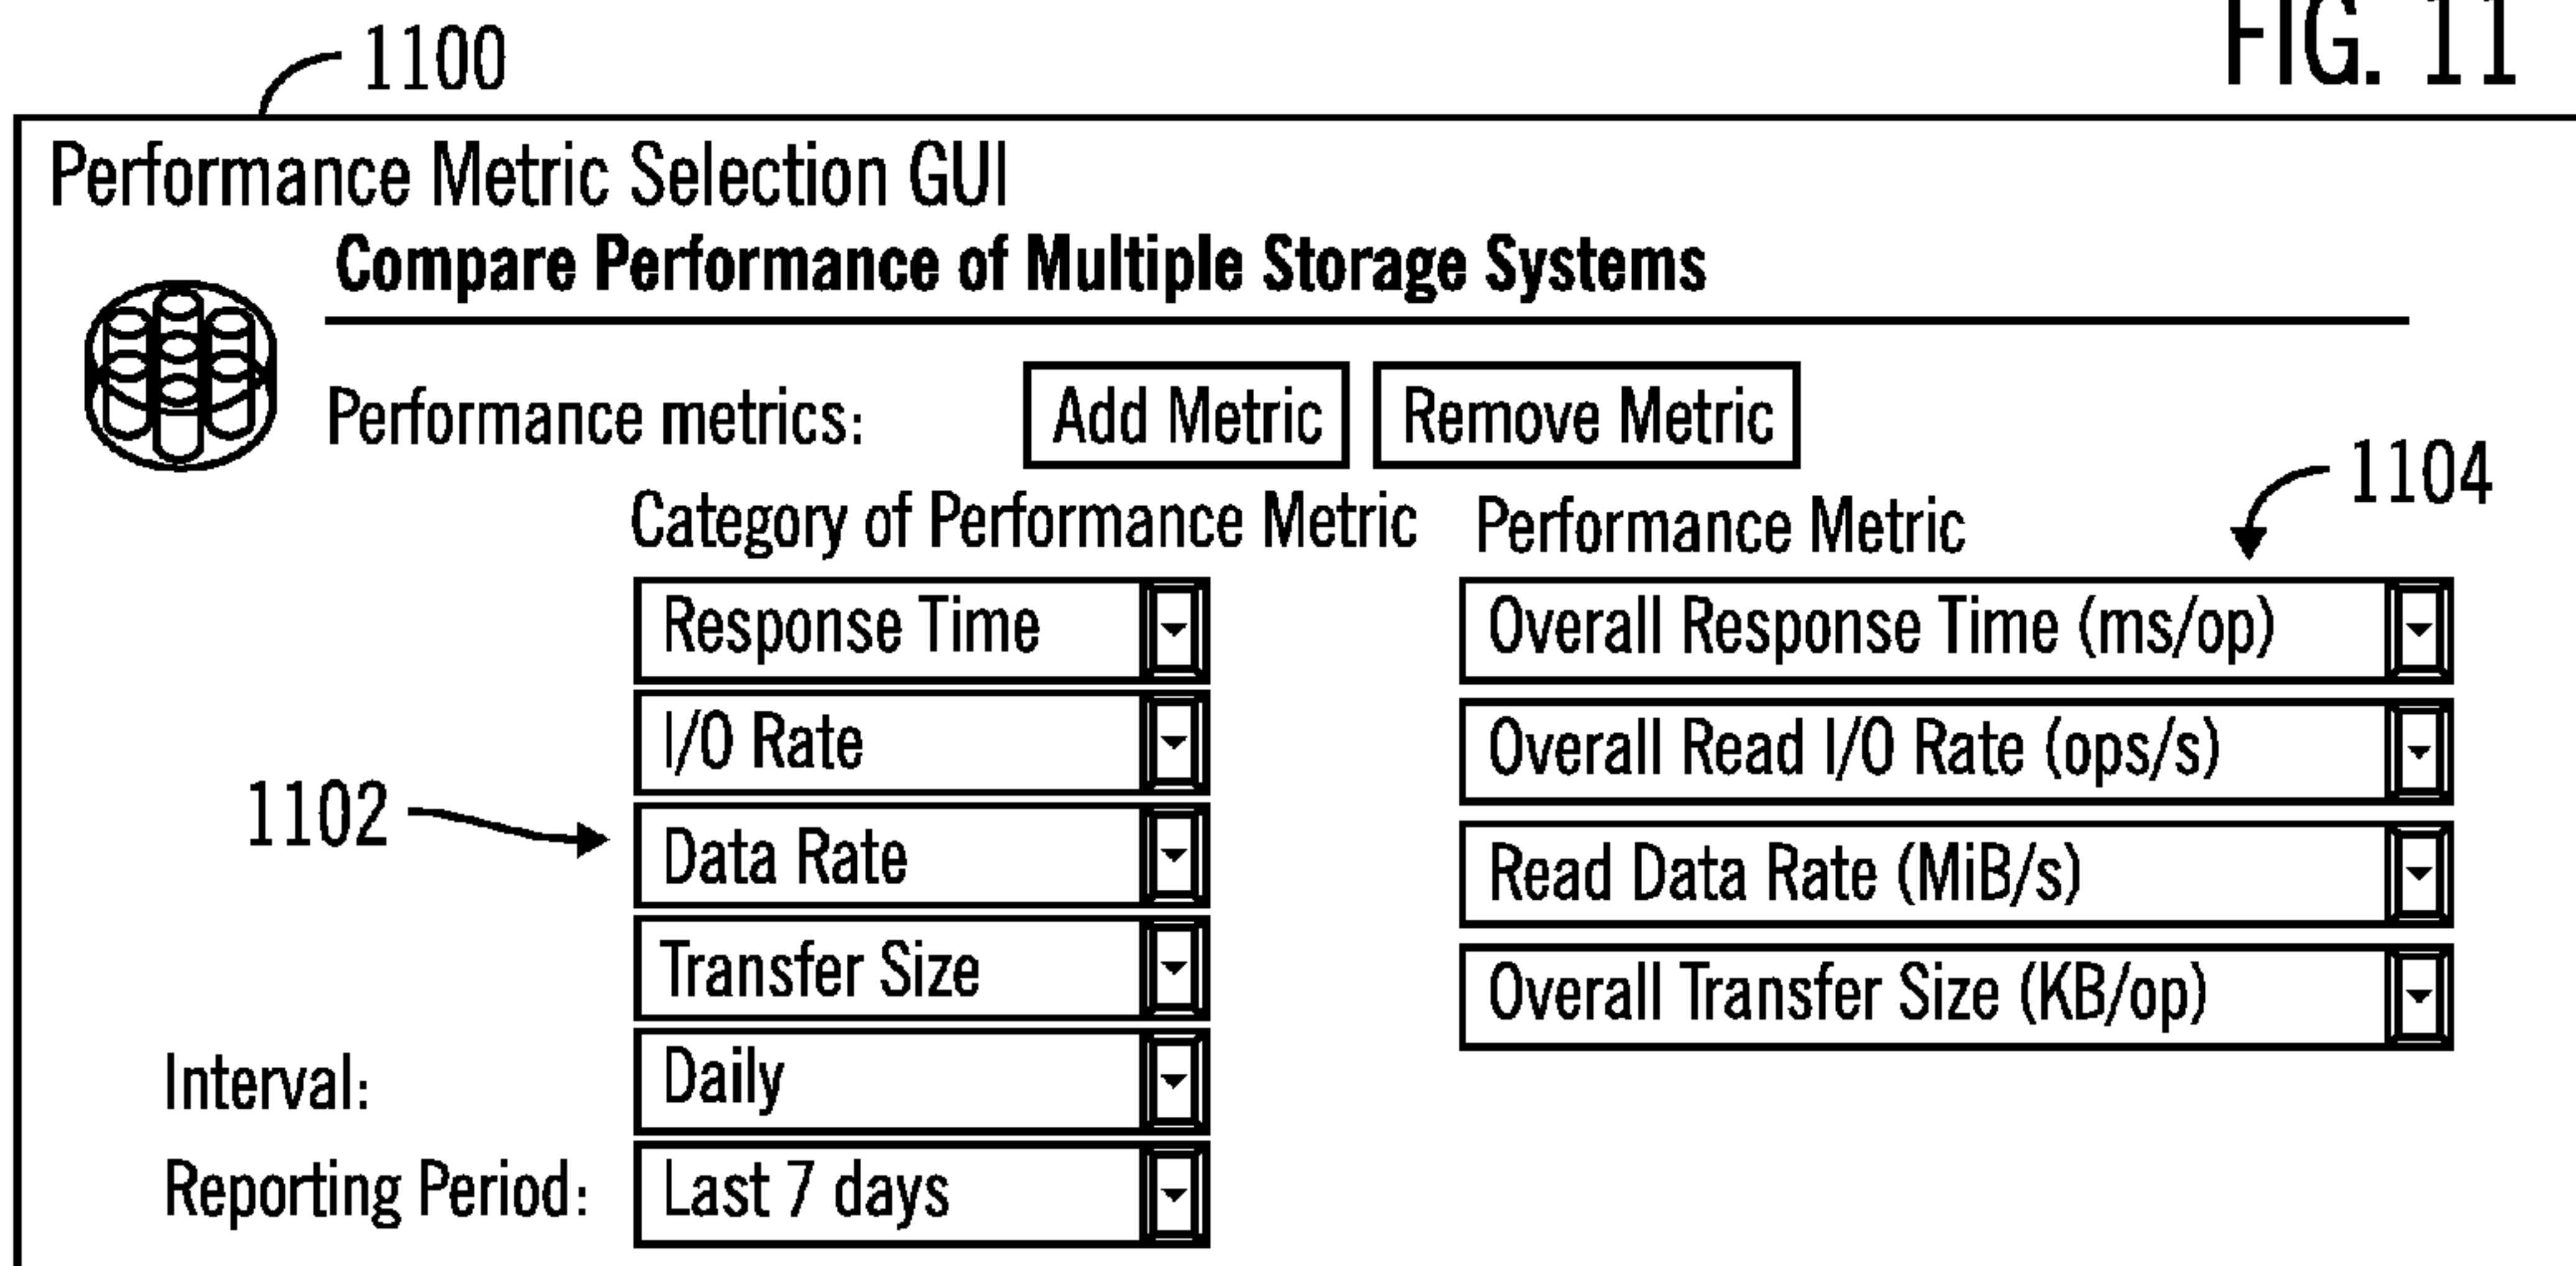 FIG. 11
1100
Performance Metric Selection GUI
Compare Performance of Multiple Storage Systems
Performance metrics: Add Metric Remove Metric
1104
Category of Performance Metric Performance Metric
Response Time Overall Response Time (ms/op)
I/O Rate Overall Read I/O Rate (ops/s)
1102
Data Rate Read Data Rate (MiB/s)
Transfer Size Overall Transfer Size (KB/op)
Interval: Daily
Reporting Period: Last 7 days